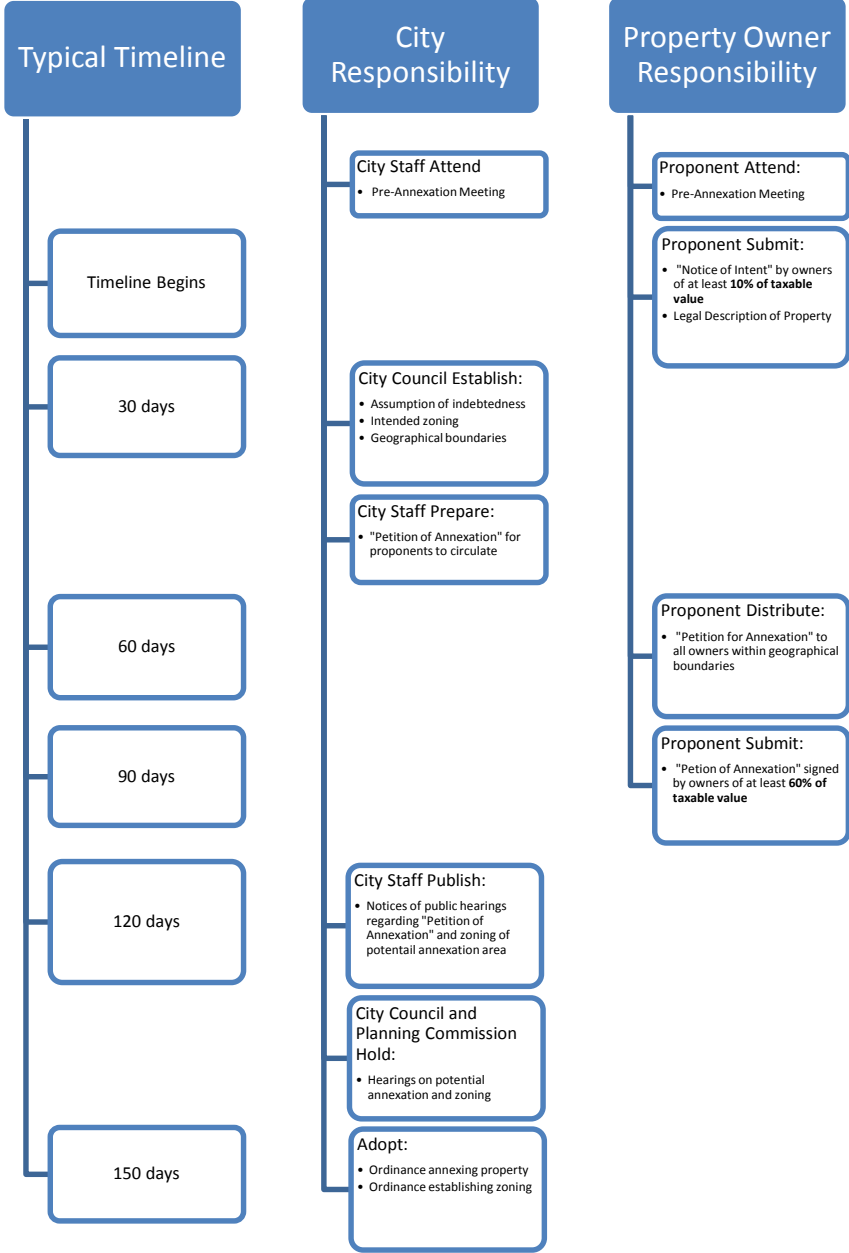 Typical Timeline
Timeline Begins
30 days
60 days
90 days
120 days
150 days
City
Responsibility
City Staff Attend
• Pre-Annexation Meeting
City Council Establish:
• Assumption of indebtedness
• Intended zoning
• Geographical boundaries
City Staff Prepare:
• "Petition of Annexation" for
proponents to circulate
City Staff Publish:
• Notices of public hearings
regarding "Petition of
Annexation" and zoning of
potentail annexation area
City Council and
Planning Commission
Hold:
• Hearings on potential
annexation and zoning
Adopt:
• Ordinance annexing property
• Ordinance establishing zoning
Property Owner
Responsibility
Proponent Attend:
• Pre-Annexation Meeting
Proponent Submit:
• "Notice of Intent" by owners
of at least 10% of taxable
value
• Legal Description of Property
Proponent Distribute:
• "Petition for Annexation" to
all owners within geographical
boundaries
Proponent Submit:
• "Petion of Annexation" signed
by owners of at least 60% of
taxable value